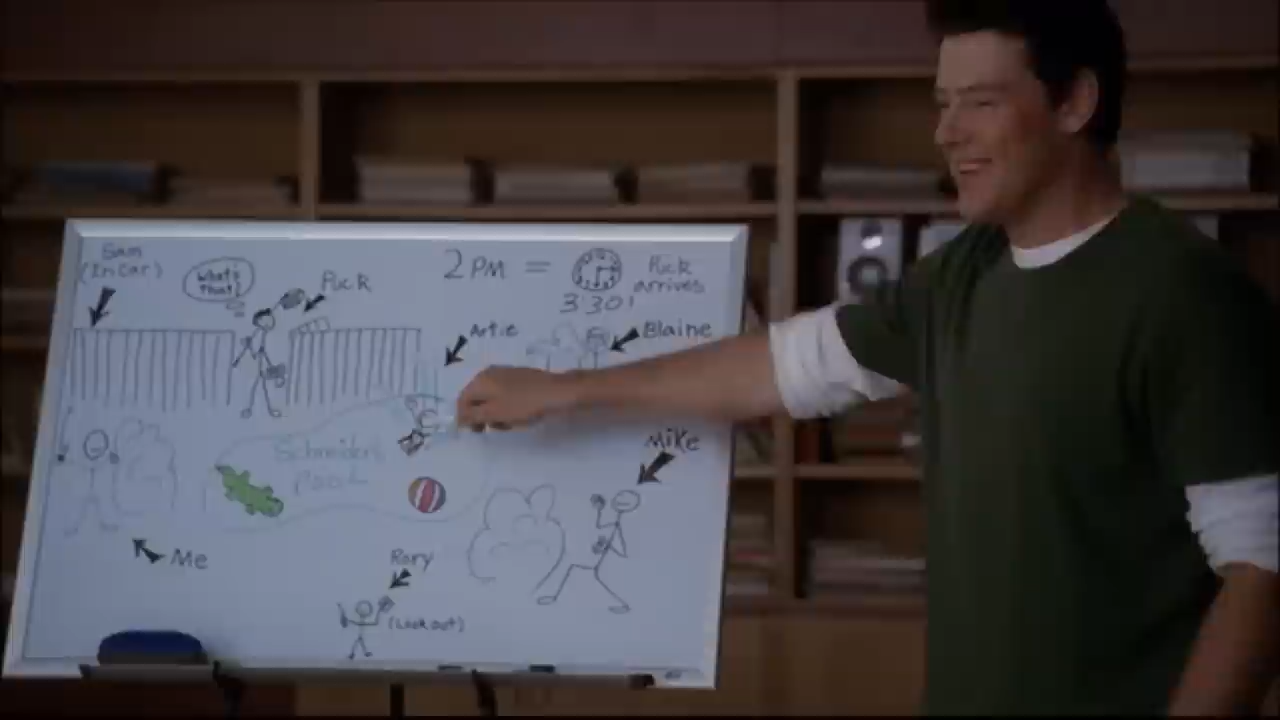 Sam
(In Car)
what's
that?
Puck
2 PM =
3:30!
Puck
arrives
Artie
Blaine
Mike
Schneider's
Pool
Me
Rory
(Look out)